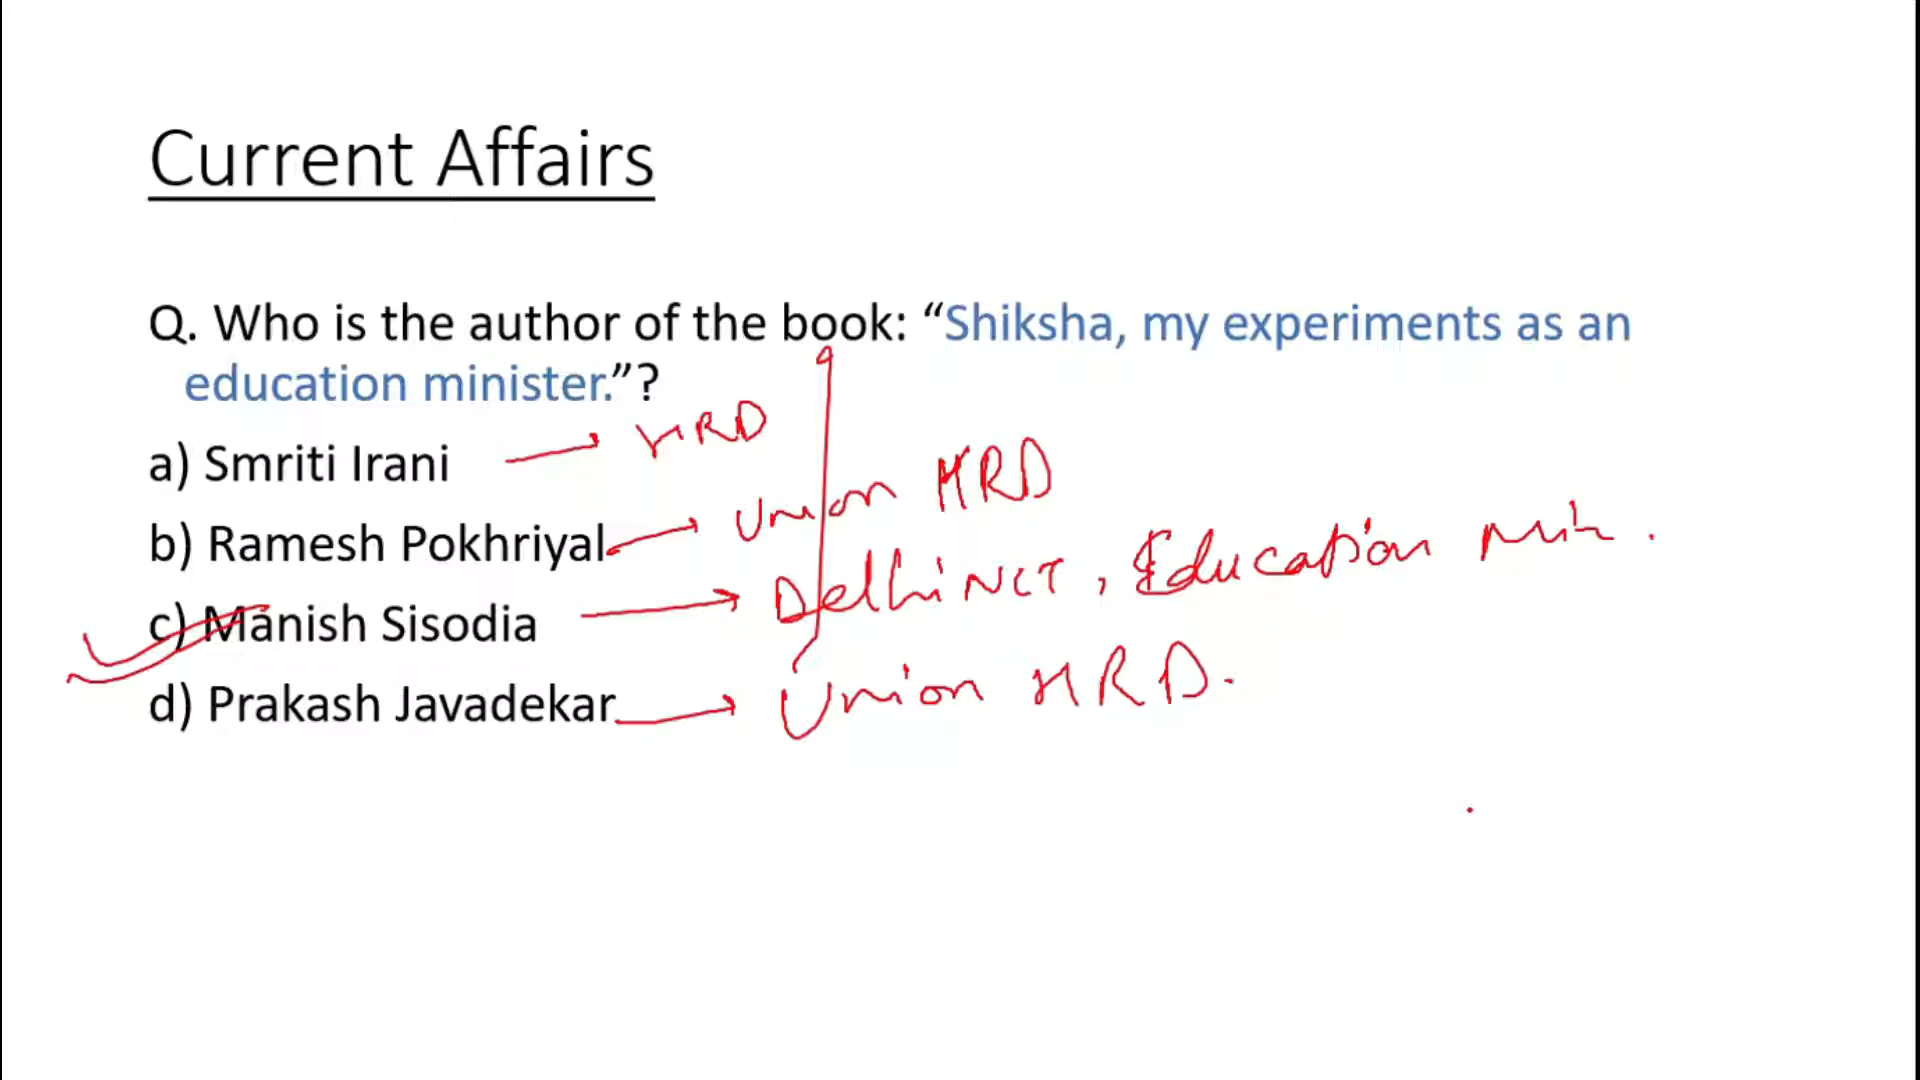 Current Affairs
Q. Who is the author of the book: “Shiksha, my experiments as an
education minister.”?
a) Smriti Irani → HRD
b) Ramesh Pokhriyal → Union HRD
c) Manish Sisodia → Delhi NCT, Education Min.
d) Prakash Javadekar → Union HRD.